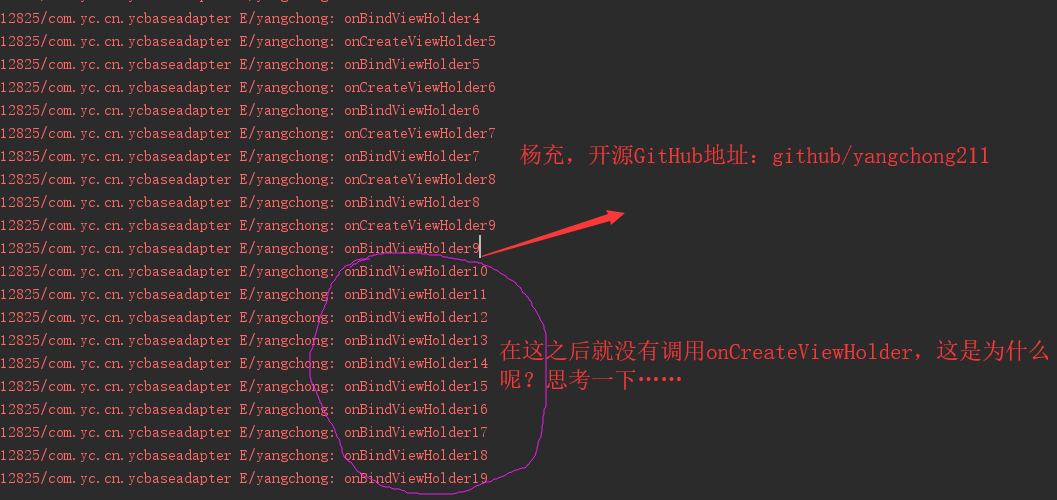 12825/com.yc.cn.ycbaseadapter E/yangchong: onBindViewHolder4
12825/com.yc.cn.ycbaseadapter E/yangchong: onCreateViewHolder5
12825/com.yc.cn.ycbaseadapter E/yangchong: onBindViewHolder5
12825/com.yc.cn.ycbaseadapter E/yangchong: onCreateViewHolder6
12825/com.yc.cn.ycbaseadapter E/yangchong: onBindViewHolder6
12825/com.yc.cn.ycbaseadapter E/yangchong: onCreateViewHolder7
12825/com.yc.cn.ycbaseadapter E/yangchong: onBindViewHolder7
杨充，开源GitHub地址：github/yangchong211
12825/com.yc.cn.ycbaseadapter E/yangchong: onCreateViewHolder8
12825/com.yc.cn.ycbaseadapter E/yangchong: onBindViewHolder8
12825/com.yc.cn.ycbaseadapter E/yangchong: onCreateViewHolder9
12825/com.yc.cn.ycbaseadapter E/yangchong: onBindViewHolder9
12825/com.yc.cn.ycbaseadapter E/yangchong: onBindViewHolder10
12825/com.yc.cn.ycbaseadapter E/yangchong: onBindViewHolder11
12825/com.yc.cn.ycbaseadapter E/yangchong: onBindViewHolder12
12825/com.yc.cn.ycbaseadapter E/yangchong: onBindViewHolder13
12825/com.yc.cn.ycbaseadapter E/yangchong: onBindViewHolder14
12825/com.yc.cn.ycbaseadapter E/yangchong: onBindViewHolder15
12825/com.yc.cn.ycbaseadapter E/yangchong: onBindViewHolder16
12825/com.yc.cn.ycbaseadapter E/yangchong: onBindViewHolder17
12825/com.yc.cn.ycbaseadapter E/yangchong: onBindViewHolder18
12825/com.yc.cn.ycbaseadapter E/yangchong: onBindViewHolder19
在这之后就没有调用onCreateViewHolder，这是为什么
呢？思考一下……